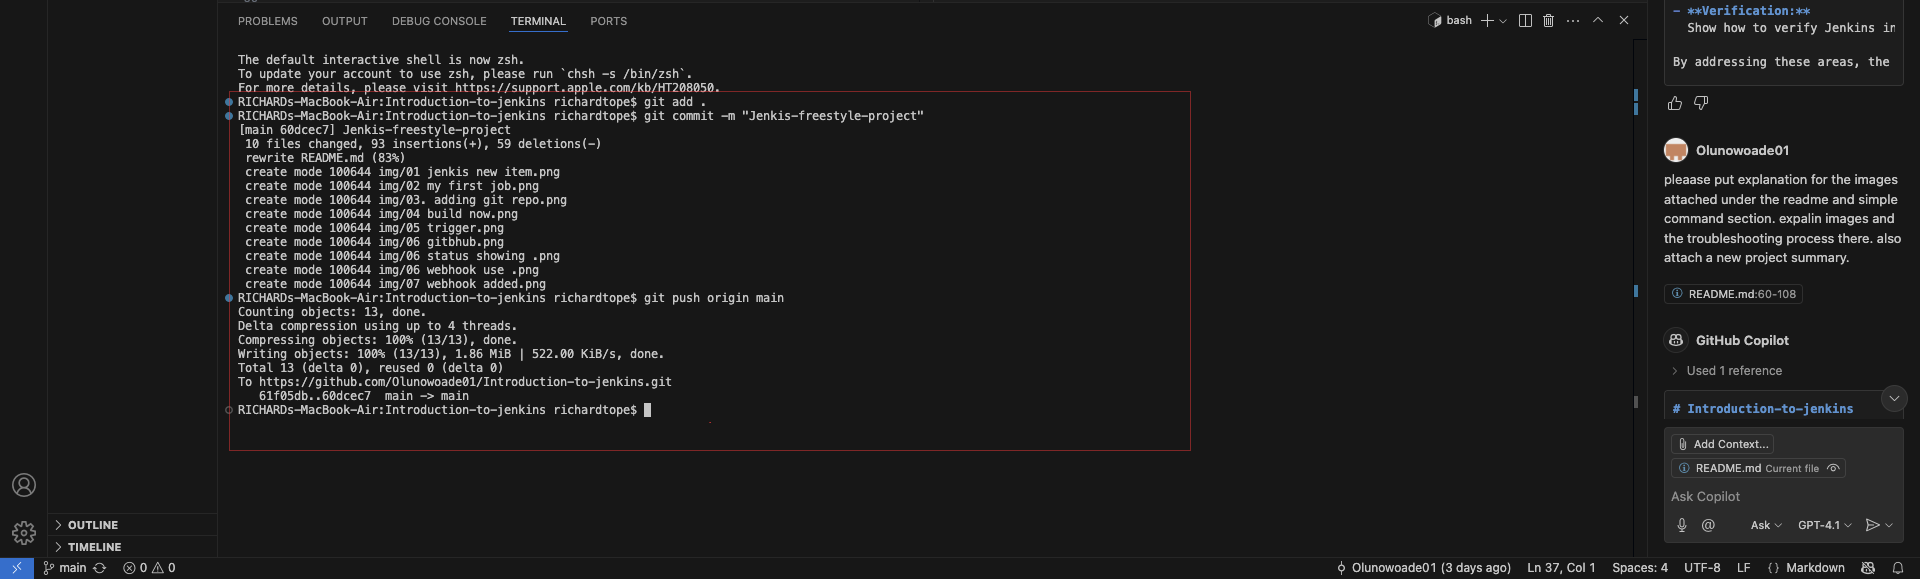 PROBLEMS OUTPUT DEBUG CONSOLE TERMINAL PORTS
bash
The default interactive shell is now zsh.
To update your account to use zsh, please run `chsh -s /bin/zsh`.
For more details, please visit https://support.apple.com/kb/HT208050.
RICHARDs-MacBook-Air:Introduction-to-jenkins richardtope$ git add .
RICHARDs-MacBook-Air:Introduction-to-jenkins richardtope$ git commit -m "Jenkis-freestyle-project"
[main 60dcec7] Jenkis-freestyle-project
10 files changed, 93 insertions(+), 59 deletions(-)
rewrite README.md (83%)
create mode 100644 img/01 jenkis new item.png
create mode 100644 img/02 my first job.png
create mode 100644 img/03. adding git repo.png
create mode 100644 img/04 build now.png
create mode 100644 img/05 trigger.png
create mode 100644 img/06 gitbhub.png
create mode 100644 img/06 status showing .png
create mode 100644 img/06 webhook use .png
create mode 100644 img/07 webhook added.png
RICHARDs-MacBook-Air:Introduction-to-jenkins richardtope$ git push origin main
Counting objects: 13, done.
Delta compression using up to 4 threads.
Compressing objects: 100% (13/13), done.
Writing objects: 100% (13/13), 1.86 MiB | 522.00 KiB/s, done.
Total 13 (delta 0), reused 0 (delta 0)
To https://github.com/Olunowoade01/Introduction-to-jenkins.git
61f05db..60dcec7  main -> main
RICHARDs-MacBook-Air:Introduction-to-jenkins richardtope$
- **Verification:**
Show how to verify Jenkins in
By addressing these areas, the
Olunowoade01
pleaase put explanation for the images
attached under the readme and simple
command section. expalin images and
the troubleshooting process there. also
attach a new project summary.
README.md:60-108
GitHub Copilot
Used 1 reference
# Introduction-to-jenkins
Add Context...
README.md Current file
Ask Copilot
Ask GPT-4.1
OUTLINE
TIMELINE
main 0 0 Olunowoade01 (3 days ago) Ln 37, Col 1 Spaces: 4 UTF-8 LF {} Markdown